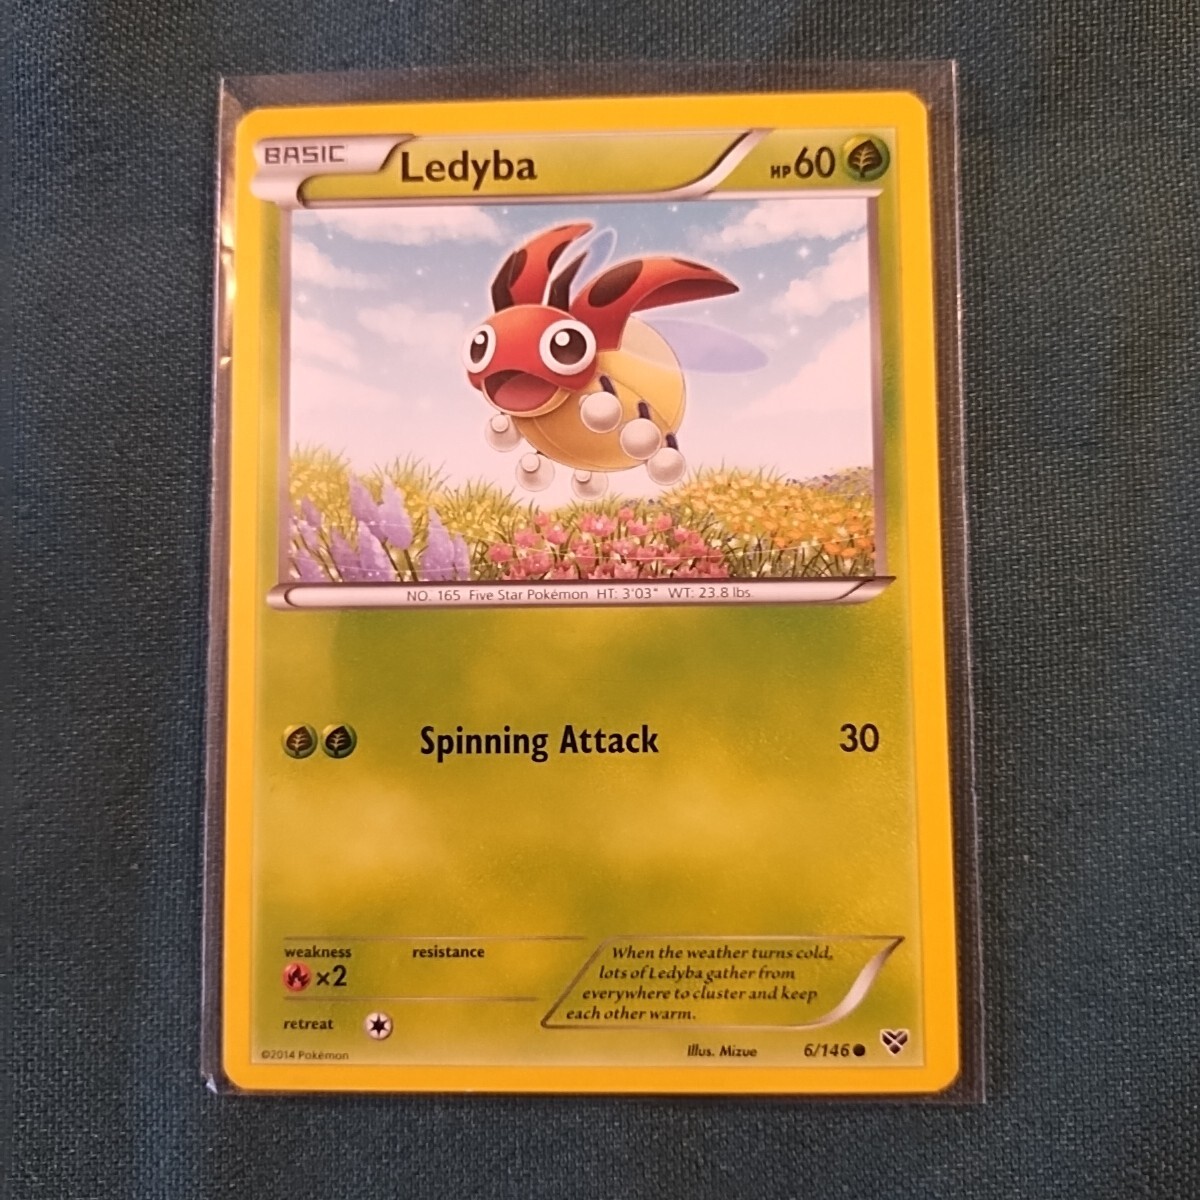 BASIC
Ledyba
HP 60
NO. 165 Five Star Pokémon HT: 3'03" WT: 23.8 lbs.
Spinning Attack 30
weakness resistance
×2
retreat
When the weather turns cold,
lots of Ledyba gather from
everywhere to cluster and keep
each other warm.
©2014 Pokémon
Illus. Mizue 6/146